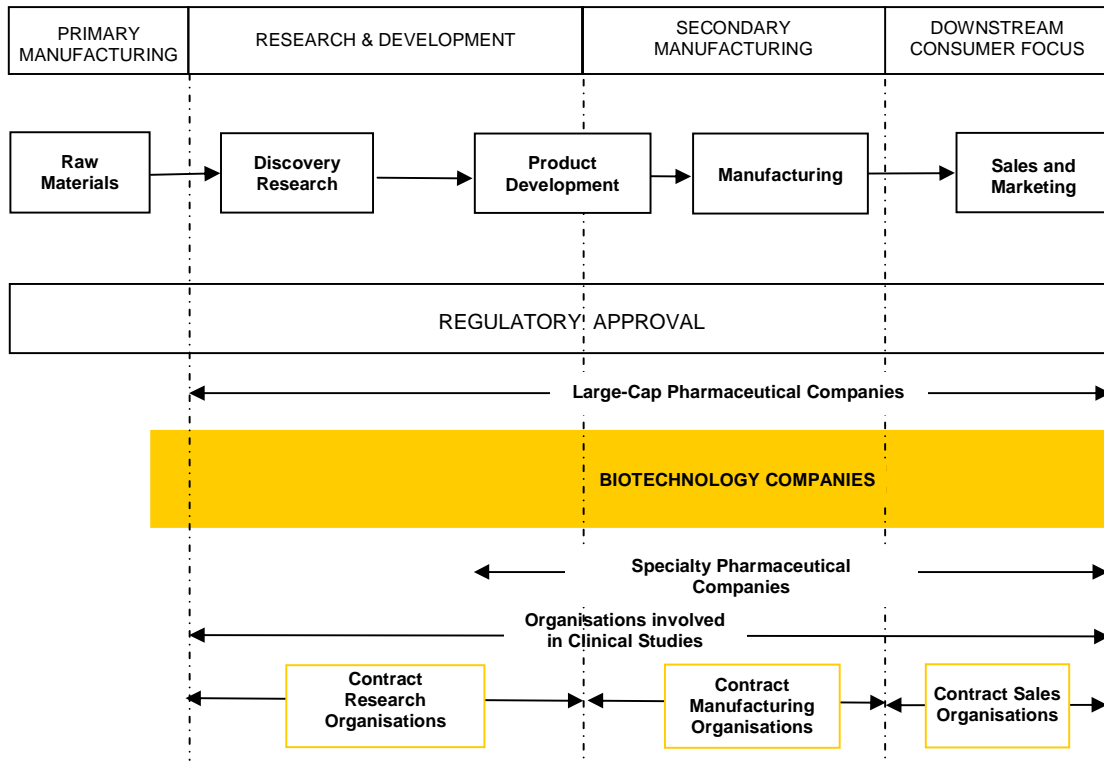 PRIMARY
MANUFACTURING
RESEARCH & DEVELOPMENT
SECONDARY
MANUFACTURING
DOWNSTREAM
CONSUMER FOCUS
Raw
Materials
Discovery
Research
Product
Development
Manufacturing
Sales and
Marketing
REGULATORY APPROVAL
Large-Cap Pharmaceutical Companies
BIOTECHNOLOGY COMPANIES
Specialty Pharmaceutical
Companies
Organisations involved
in Clinical Studies
Contract
Research
Organisations
Contract
Manufacturing
Organisations
Contract Sales
Organisations